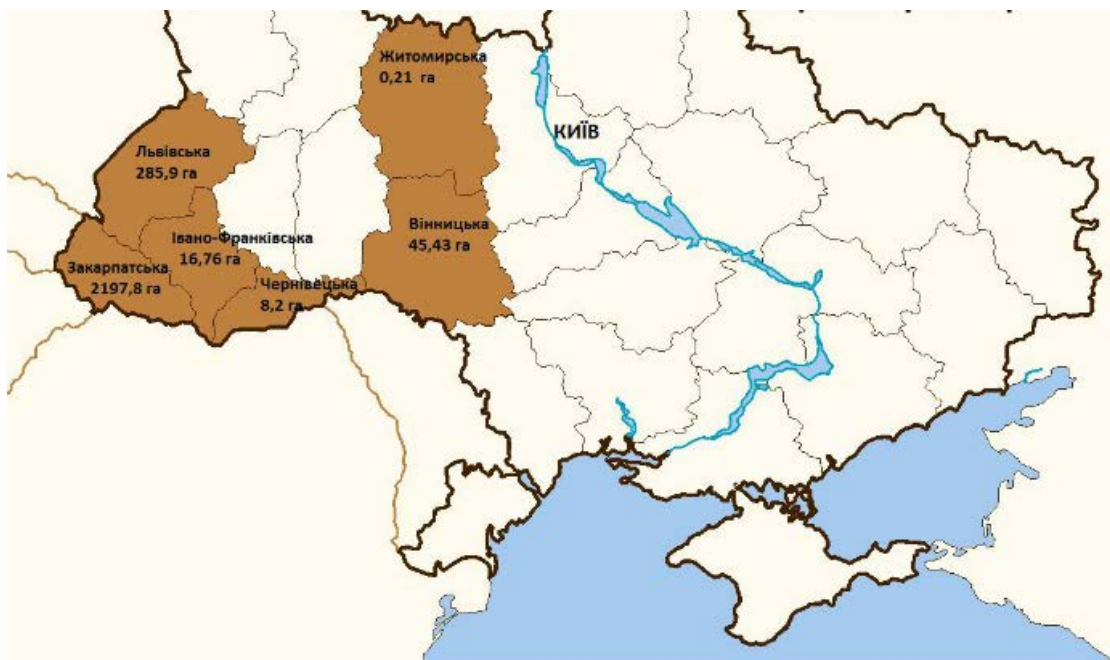 Житомирська
0,21 га
КИЇВ
Львівська
285,9 га
Вінницька
45,43 га
Івано-Франківська
16,76 га
Закарпатська
2197,8 га
Чернівецька
8,2 га